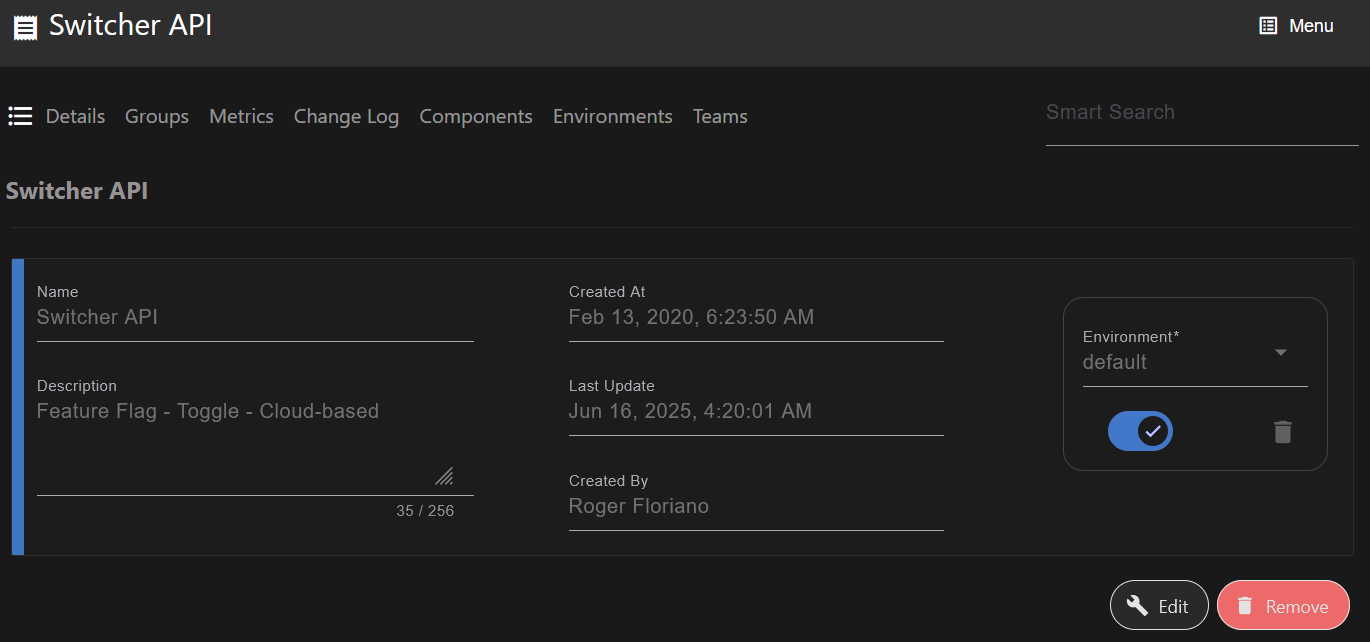 Switcher API
Menu
Details Groups Metrics Change Log Components Environments Teams
Smart Search
Switcher API
Name
Switcher API
Description
Feature Flag - Toggle - Cloud-based
35 / 256
Created At
Feb 13, 2020, 6:23:50 AM
Last Update
Jun 16, 2025, 4:20:01 AM
Created By
Roger Floriano
Environment*
default
Edit
Remove